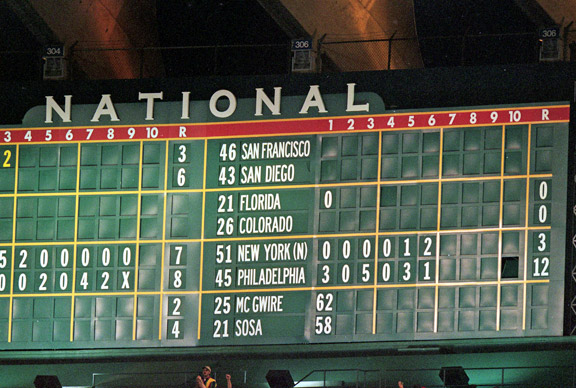 304 306 306
NATIONAL
3 4 5 6 7 8 9 10 R 1 2 3 4 5 6 7 8 9 10 R
2 3 46 SAN FRANCISCO
6 43 SAN DIEGO
21 FLORIDA 0 0
26 COLORADO 0
5 2 0 0 0 0 0 7 51 NEW YORK (N) 0 0 0 0 1 2 3
0 0 2 0 4 2 X 8 45 PHILADELPHIA 3 0 5 0 3 1 12
2 25 MC GWIRE 62
4 21 SOSA 58